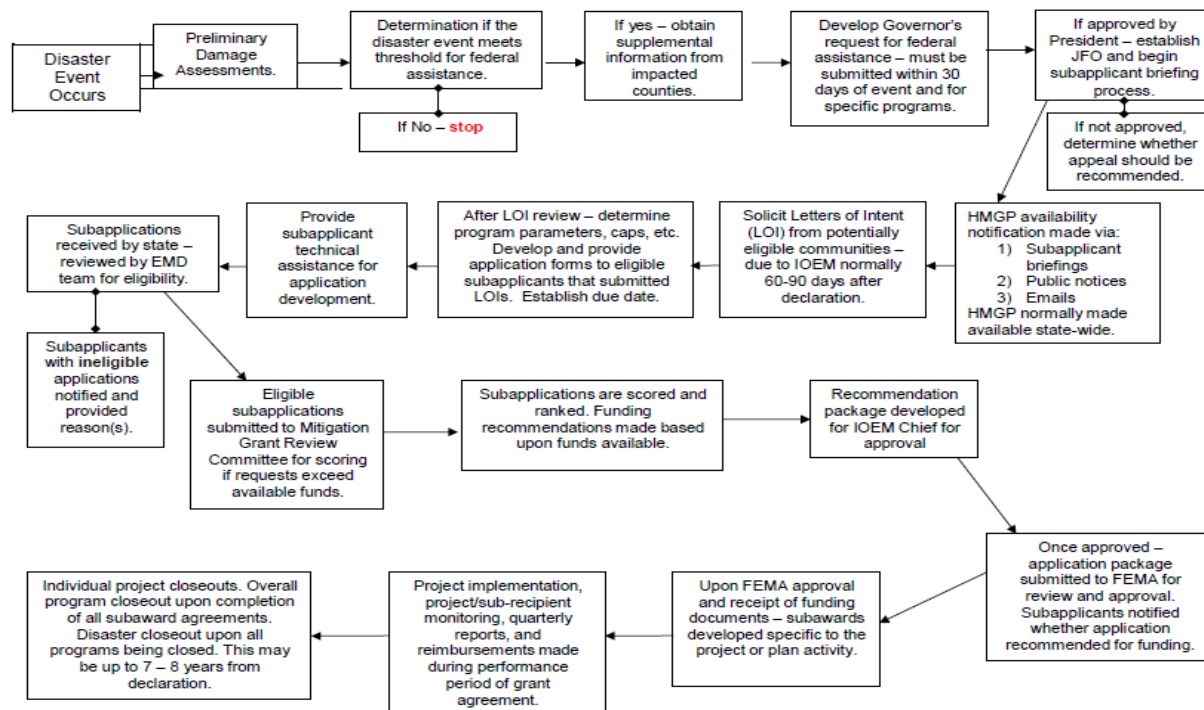 Disaster
Event
Occurs
Preliminary
Damage
Assessments.
Determination if the
disaster event meets
threshold for federal
assistance.
If No – stop
If yes – obtain
supplemental
information from
impacted
counties.
Develop Governor's
request for federal
assistance – must be
submitted within 30
days of event and for
specific programs.
If approved by
President – establish
JFO and begin
subapplicant briefing
process.
If not approved,
determine whether
appeal should be
recommended.
HMGP availability
notification made via:
1) Subapplicant
briefings
2) Public notices
3) Emails
HMGP normally made
available state-wide.
Solicit Letters of Intent
(LOI) from potentially
eligible communities –
due to IOEM normally
60-90 days after
declaration.
After LOI review – determine
program parameters, caps, etc.
Develop and provide
application forms to eligible
subapplicants that submitted
LOIs. Establish due date.
Provide
subapplicant
technical
assistance for
application
development.
Subapplications
received by state –
reviewed by EMD
team for eligibility.
Subapplicants
with ineligible
applications
notified and
provided
reason(s).
Eligible
subapplications
submitted to Mitigation
Grant Review
Committee for scoring
if requests exceed
available funds.
Subapplications are scored and
ranked. Funding
recommendations made based
upon funds available.
Recommendation
package developed
for IOEM Chief for
approval
Once approved –
application package
submitted to FEMA for
review and approval.
Subapplicants notified
whether application
recommended for funding.
Upon FEMA approval
and receipt of funding
documents – subawards
developed specific to the
project or plan activity.
Project implementation,
project/sub-recipient
monitoring, quarterly
reports, and
reimbursements made
during performance
period of grant
agreement.
Individual project closeouts. Overall
program closeout upon completion
of all subaward agreements.
Disaster closeout upon all
programs being closed. This may
be up to 7 – 8 years from
declaration.